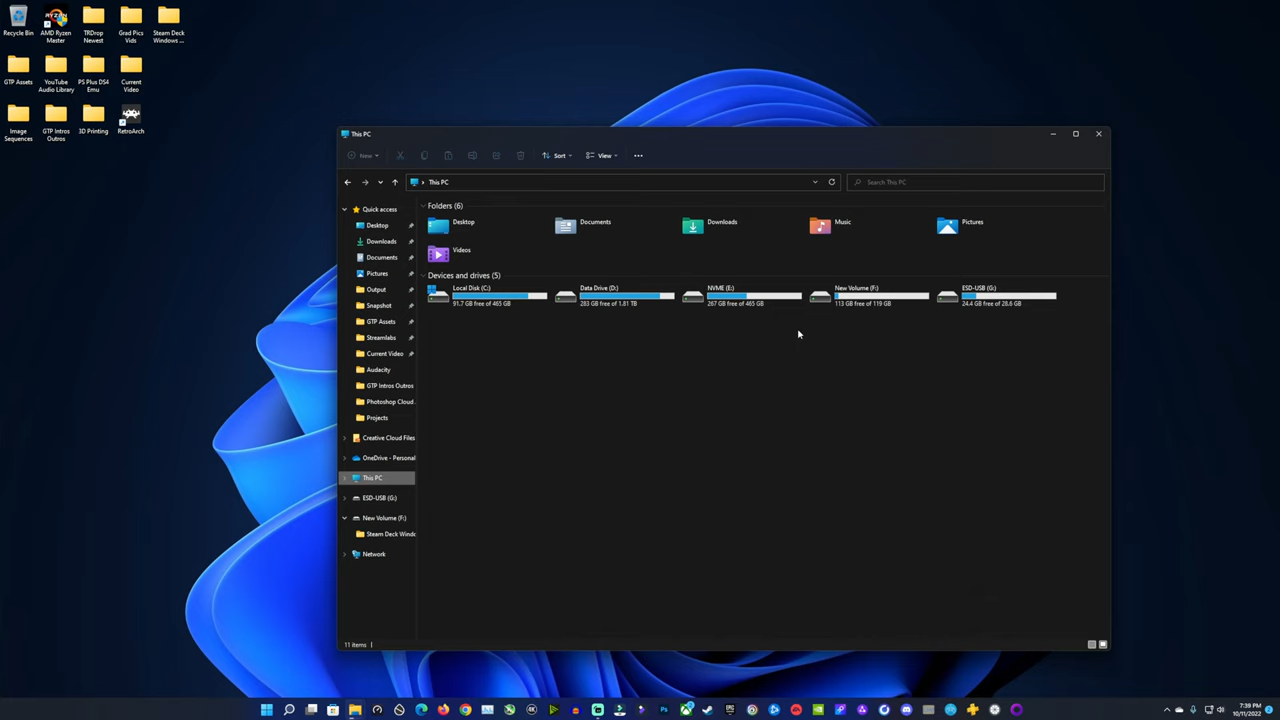 Recycle Bin
AMD Ryzen Master
TRDrop Newest
Grad Pics Vids
Steam Deck Windows ...
GTP Assets
YouTube Audio Library
PS Plus DS4 Emu
Current Video
Image Sequences
GTP Intros Outros
3D Printing
RetroArch
This PC
New
Sort
View
This PC
Search This PC
Quick access
Desktop
Downloads
Documents
Pictures
Output
Snapshot
GTP Assets
Streamlabs
Current Video
Audacity
GTP Intros Outros
Photoshop Cloud
Projects
Creative Cloud Files
OneDrive - Personal
This PC
ESD-USB (G:)
New Volume (F:)
Steam Deck Windo
Network
Folders (6)
Desktop
Documents
Downloads
Music
Pictures
Videos
Devices and drives (5)
Local Disk (C:)
91.7 GB free of 465 GB
Data Drive (D:)
283 GB free of 1.81 TB
NVME (E:)
267 GB free of 465 GB
New Volume (F:)
113 GB free of 119 GB
ESD-USB (G:)
24.4 GB free of 28.6 GB
11 items
7:39 PM
10/11/2022